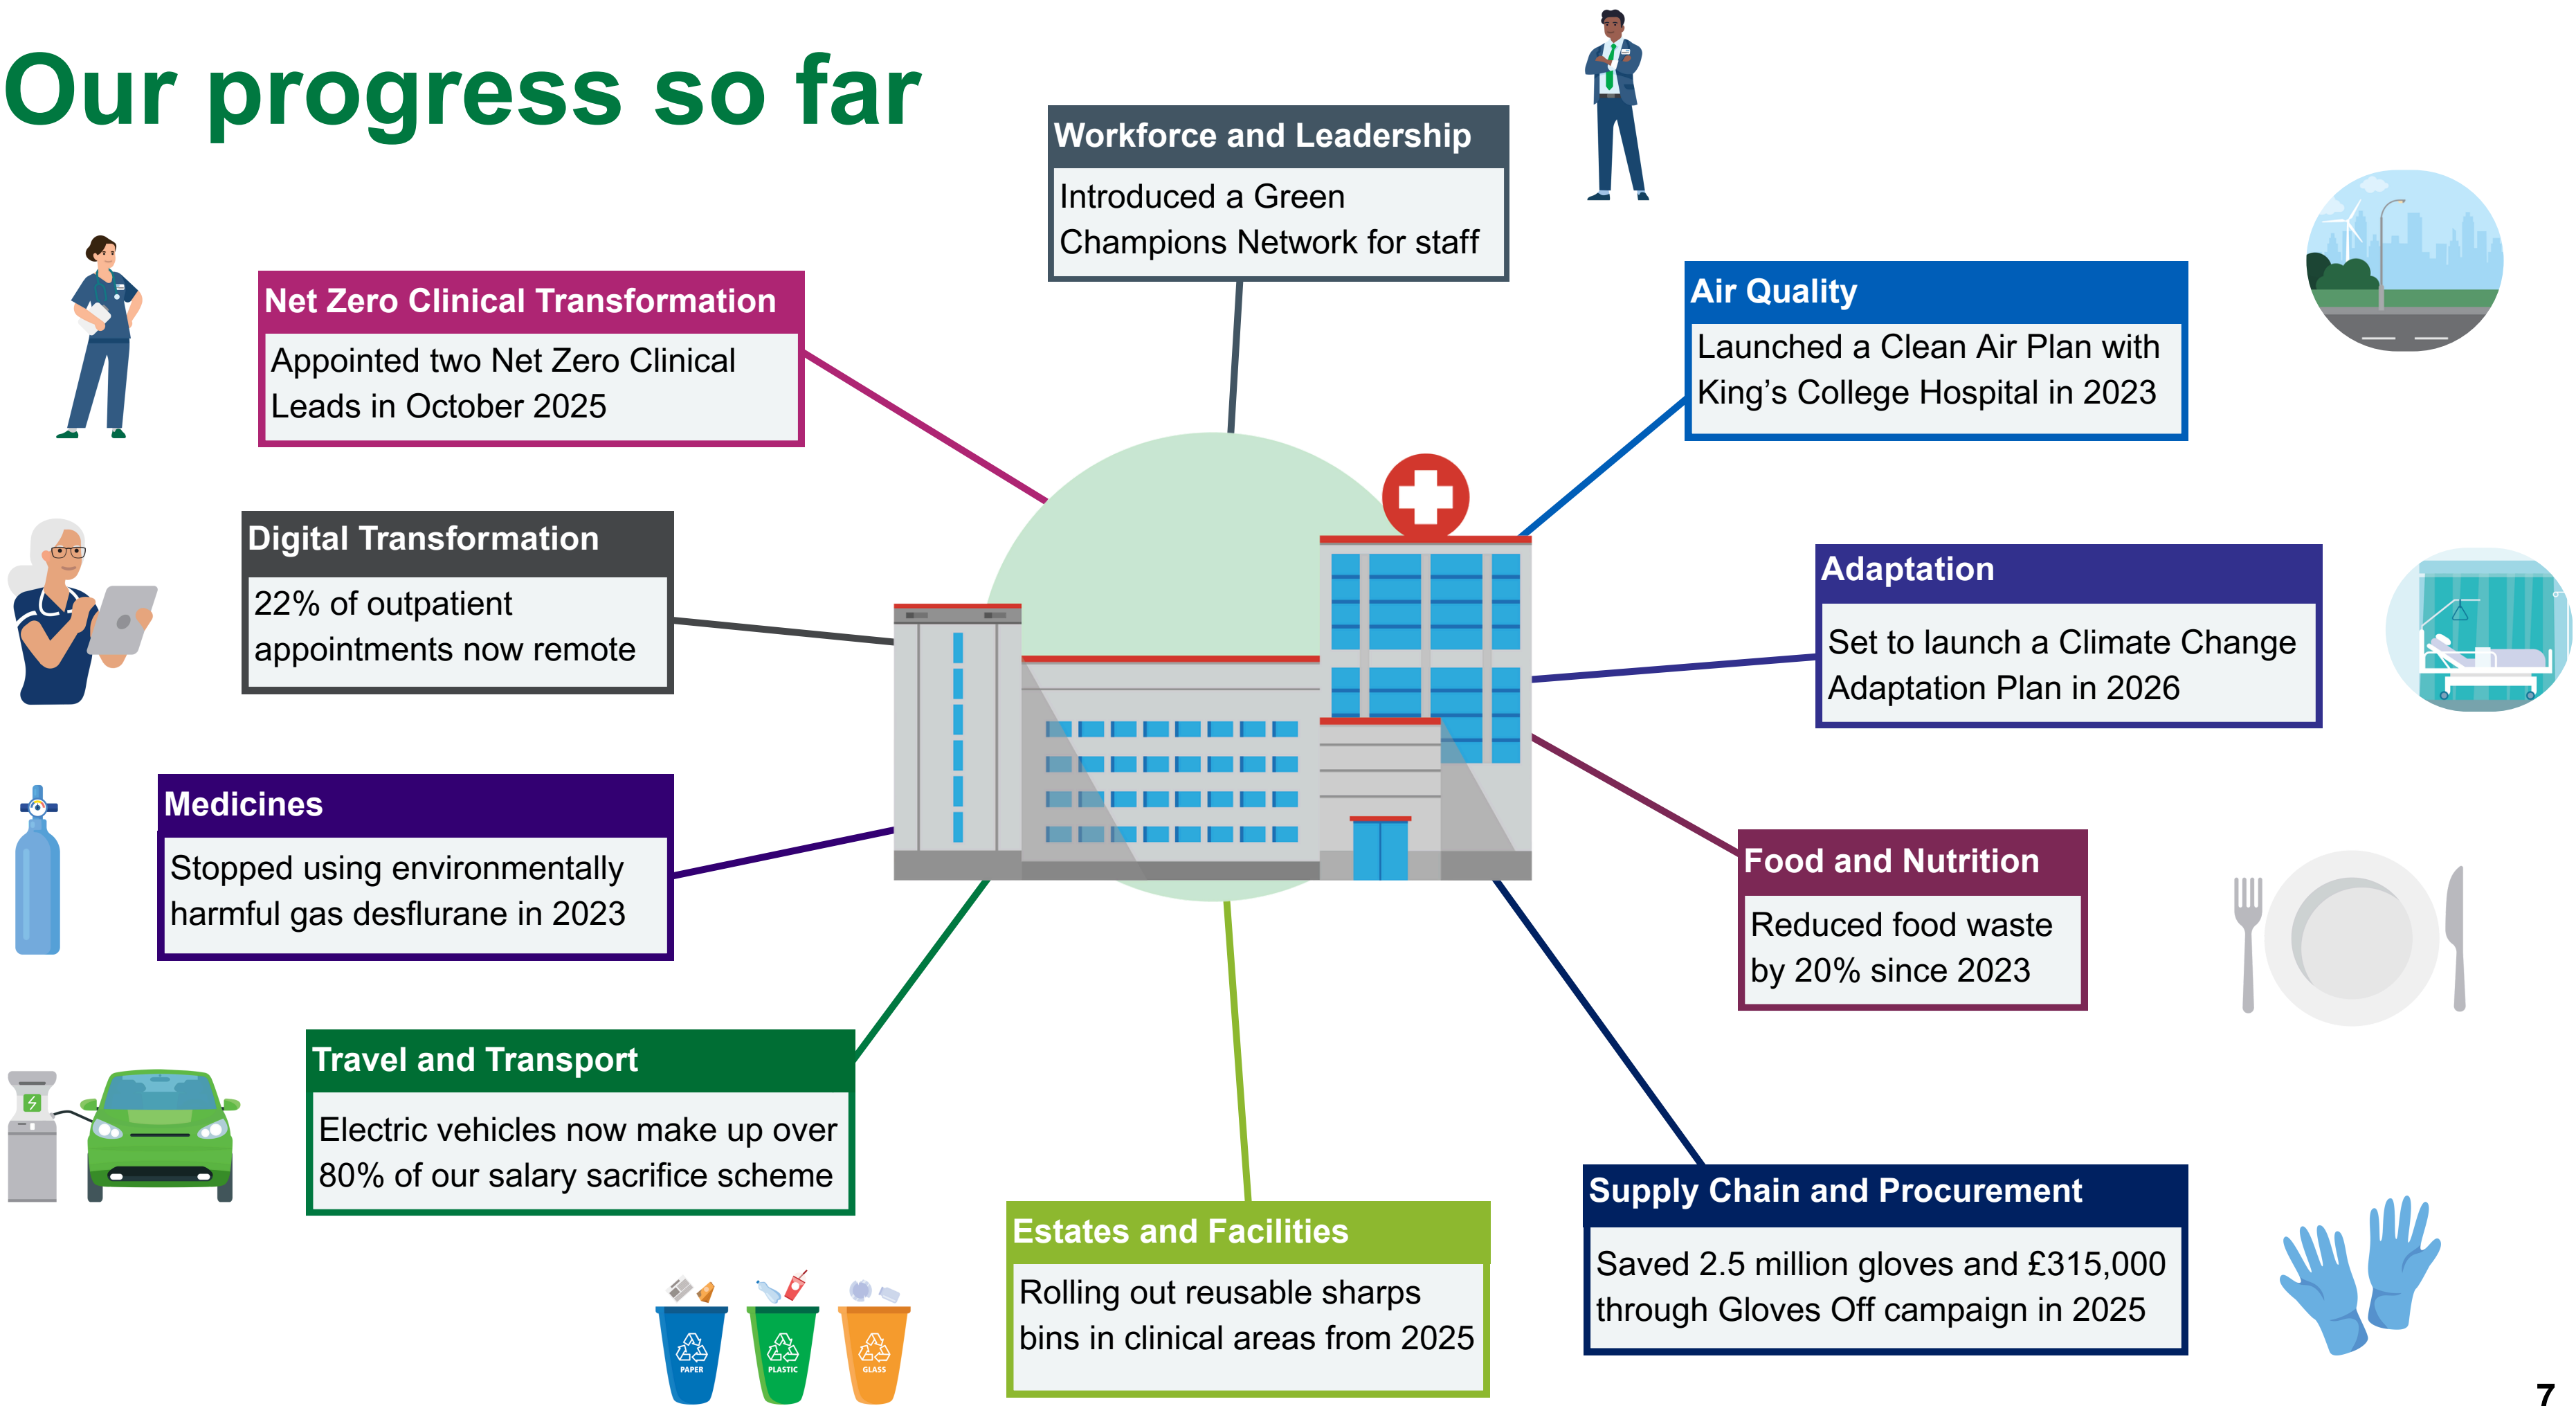 Our progress so far
Workforce and Leadership
Introduced a Green
Champions Network for staff
Net Zero Clinical Transformation
Appointed two Net Zero Clinical
Leads in October 2025
Air Quality
Launched a Clean Air Plan with
King’s College Hospital in 2023
Digital Transformation
22% of outpatient
appointments now remote
Adaptation
Set to launch a Climate Change
Adaptation Plan in 2026
Medicines
Stopped using environmentally
harmful gas desflurane in 2023
Food and Nutrition
Reduced food waste
by 20% since 2023
Travel and Transport
Electric vehicles now make up over
80% of our salary sacrifice scheme
Estates and Facilities
Rolling out reusable sharps
bins in clinical areas from 2025
Supply Chain and Procurement
Saved 2.5 million gloves and £315,000
through Gloves Off campaign in 2025
PAPER
PLASTIC
GLASS
7